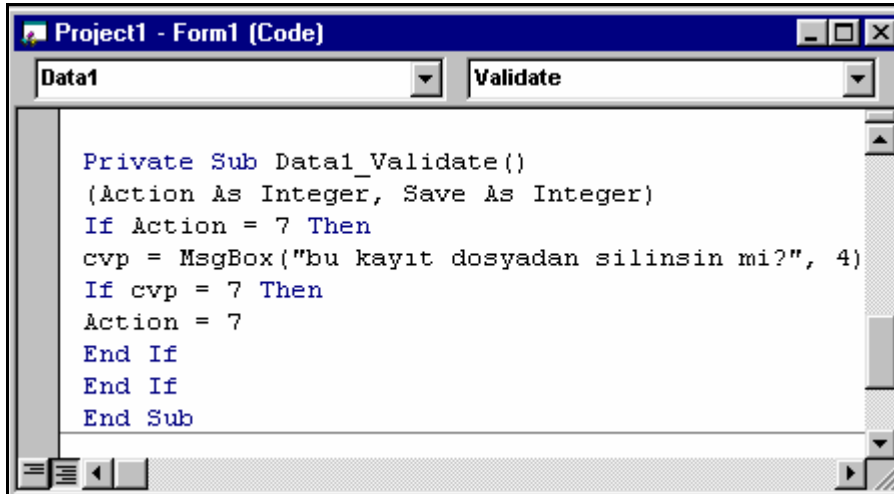 Project1 - Form1 (Code)
Data1 Validate
Private Sub Data1_Validate()
(Action As Integer, Save As Integer)
If Action = 7 Then
cvp = MsgBox("bu kayıt dosyadan silinsin mi?", 4)
If cvp = 7 Then
Action = 7
End If
End If
End Sub